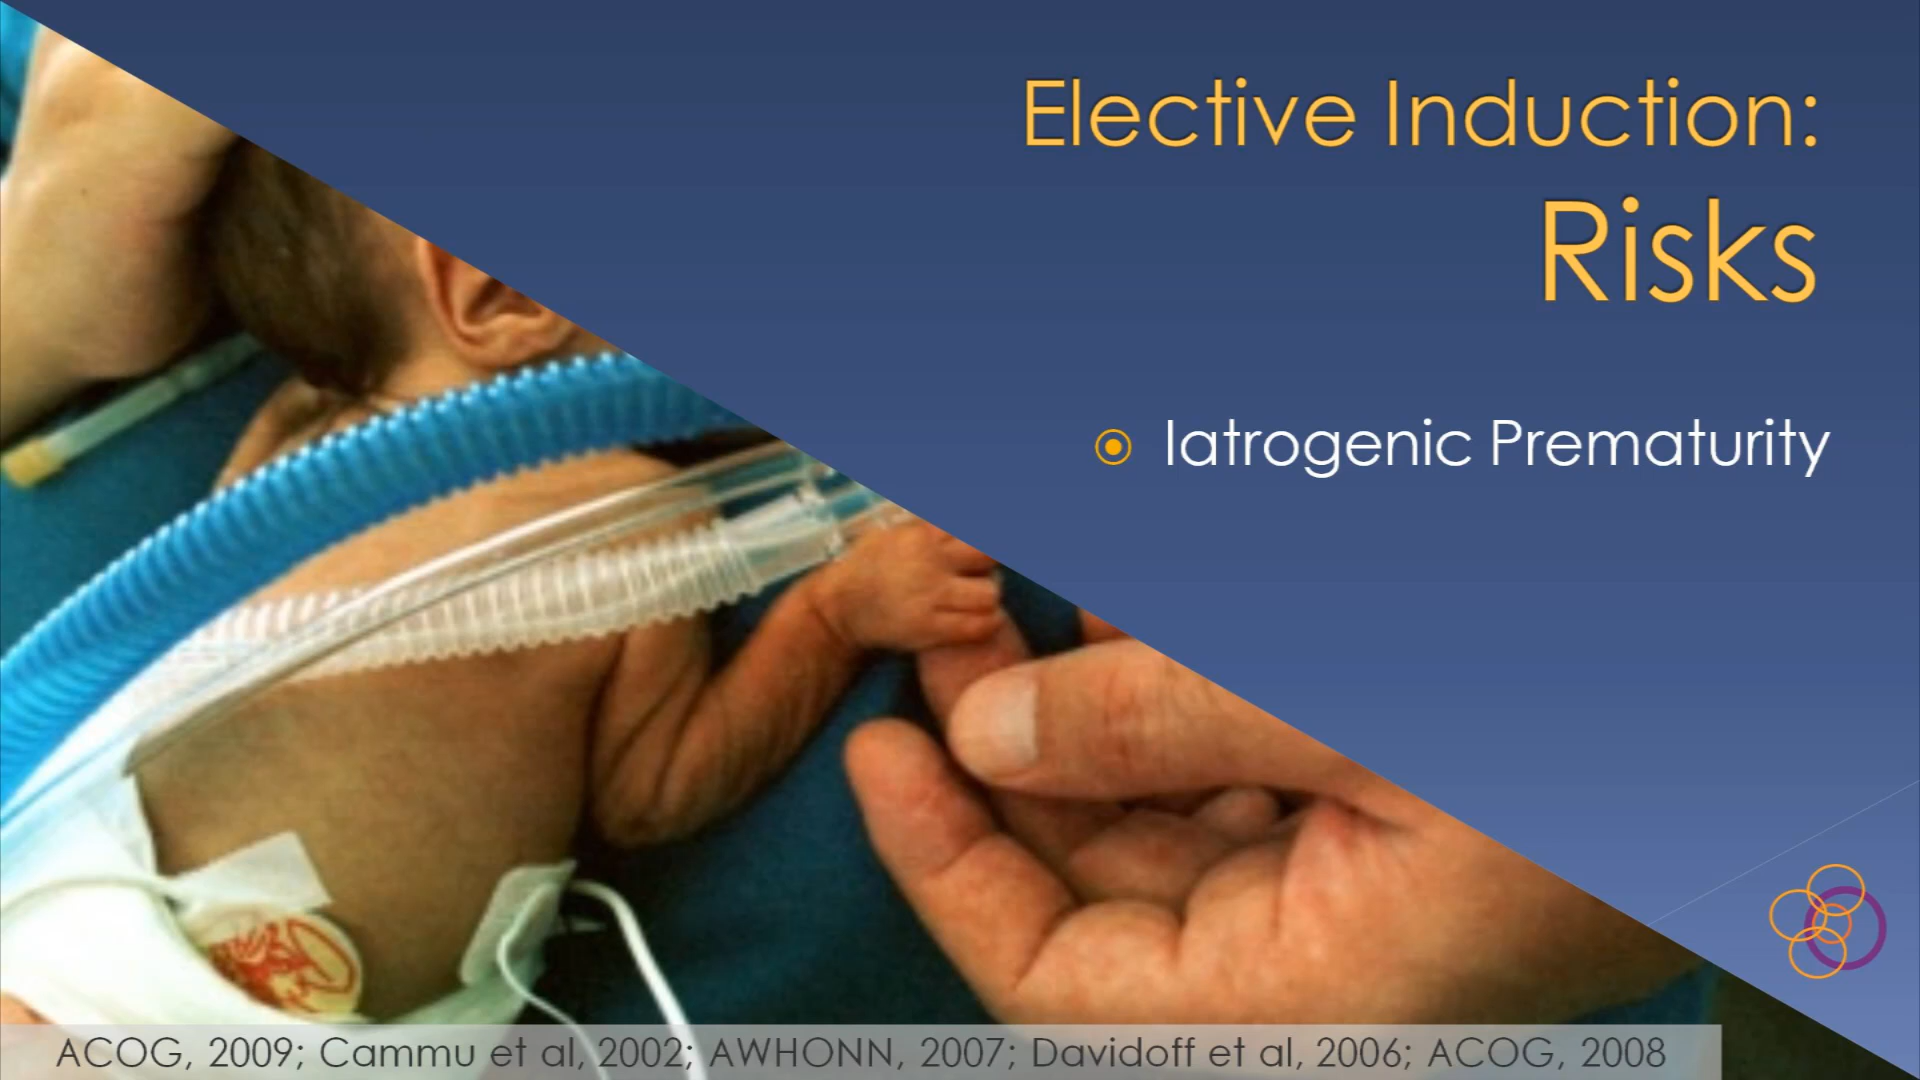 Elective Induction:
Risks
Iatrogenic Prematurity
ACOG, 2009; Cammu et al, 2002; AWHONN, 2007; Davidoff et al, 2006; ACOG, 2008